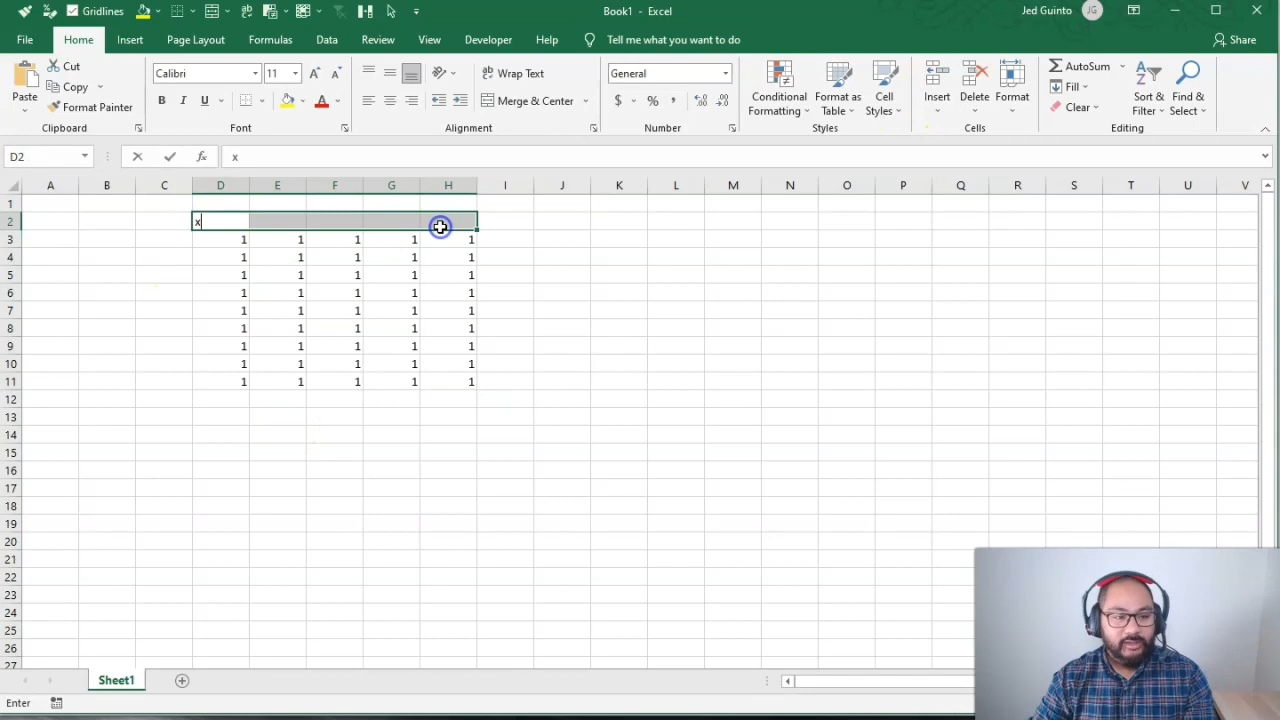 Gridlines
Book1 - Excel
Jed Guinto
JG
File Home Insert Page Layout Formulas Data Review View Developer Help Tell me what you want to do Share
Paste
Cut
Copy
Format Painter
Clipboard
Calibri 11
B I U
Font
Wrap Text
Merge & Center
Alignment
General
$ % ,
Number
Conditional Formatting
Format as Table
Cell Styles
Styles
Insert Delete Format
Cells
AutoSum
Fill
Clear
Sort & Filter
Find & Select
Editing
D2 fx x
A B C D E F G H I J K L M N O P Q R S T U V
1
2 x
3 1 1 1 1 1
4 1 1 1 1 1
5 1 1 1 1 1
6 1 1 1 1 1
7 1 1 1 1 1
8 1 1 1 1 1
9 1 1 1 1 1
10 1 1 1 1 1
11 1 1 1 1 1
12
13
14
15
16
17
18
19
20
21
22
23
24
25
26
27
Sheet1
Enter